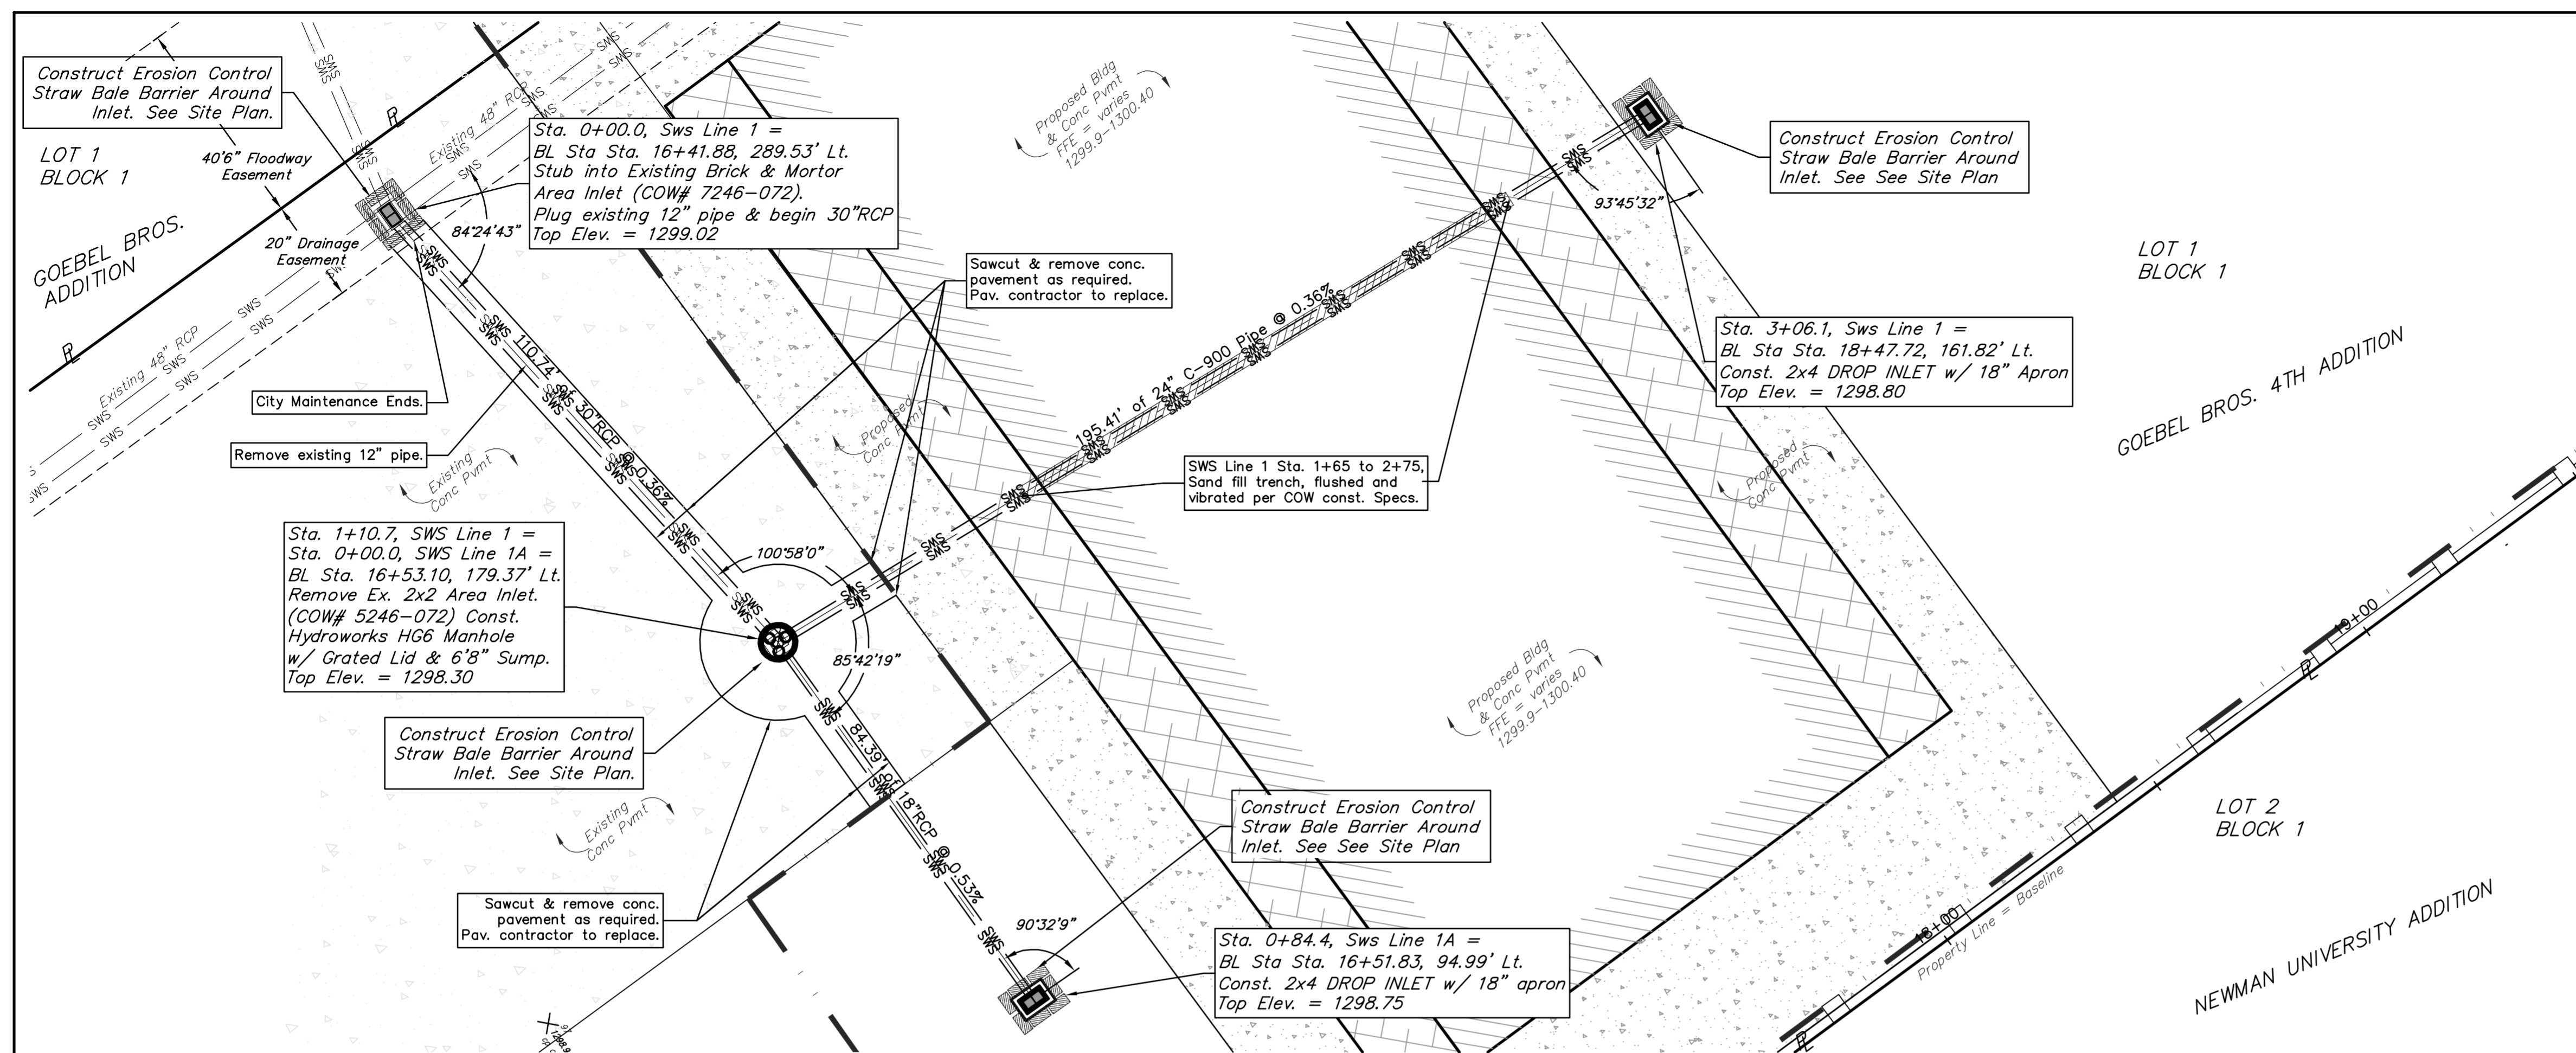 Construct Erosion Control
Straw Bale Barrier Around
Inlet. See Site Plan.
LOT 1
BLOCK 1
40'6" Floodway
Easement
20" Drainage
Easement
GOEBEL BROS.
ADDITION
Existing 48" RCP
SWS
Existing 48" RCP
SWS
84°24'43"
Sta. 0+00.0, Sws Line 1 =
BL Sta Sta. 16+41.88, 289.53' Lt.
Stub into Existing Brick & Mortor
Area Inlet (COW# 7246-072).
Plug existing 12" pipe & begin 30"RCP
Top Elev. = 1299.02
Sawcut & remove conc.
pavement as required.
Pav. contractor to replace.
Proposed Bldg
& Conc Pvmt
FFE = varies
1299.9-1300.40
93°45'32"
Construct Erosion Control
Straw Bale Barrier Around
Inlet. See See Site Plan
LOT 1
BLOCK 1
Sta. 3+06.1, Sws Line 1 =
BL Sta Sta. 18+47.72, 161.82' Lt.
Const. 2x4 DROP INLET w/ 18" Apron
Top Elev. = 1298.80
GOEBEL BROS. 4TH ADDITION
City Maintenance Ends.
Remove existing 12" pipe.
110.74' of 30"RCP @ 0.36%
195.41' of 24" C-900 Pipe @ 0.36%
Existing
Conc Pvmt
Proposed
Conc Pvmt
SWS Line 1 Sta. 1+65 to 2+75,
Sand fill trench, flushed and
vibrated per COW const. Specs.
Proposed
Conc Pvmt
Sta. 1+10.7, SWS Line 1 =
Sta. 0+00.0, SWS Line 1A =
BL Sta. 16+53.10, 179.37' Lt.
Remove Ex. 2x2 Area Inlet.
(COW# 5246-072) Const.
Hydroworks HG6 Manhole
w/ Grated Lid & 6'8" Sump.
Top Elev. = 1298.30
100°58'0"
85°42'19"
Construct Erosion Control
Straw Bale Barrier Around
Inlet. See Site Plan.
84.39' of 18"RCP @ 0.53%
Existing
Conc Pvmt
Proposed Bldg
& Conc Pvmt
FFE = varies
1299.9-1300.40
19+00
LOT 2
BLOCK 1
Construct Erosion Control
Straw Bale Barrier Around
Inlet. See See Site Plan
Sawcut & remove conc.
pavement as required.
Pav. contractor to replace.
90°32'9"
Sta. 0+84.4, Sws Line 1A =
BL Sta Sta. 16+51.83, 94.99' Lt.
Const. 2x4 DROP INLET w/ 18" apron
Top Elev. = 1298.75
18+00
Property Line = Baseline
NEWMAN UNIVERSITY ADDITION